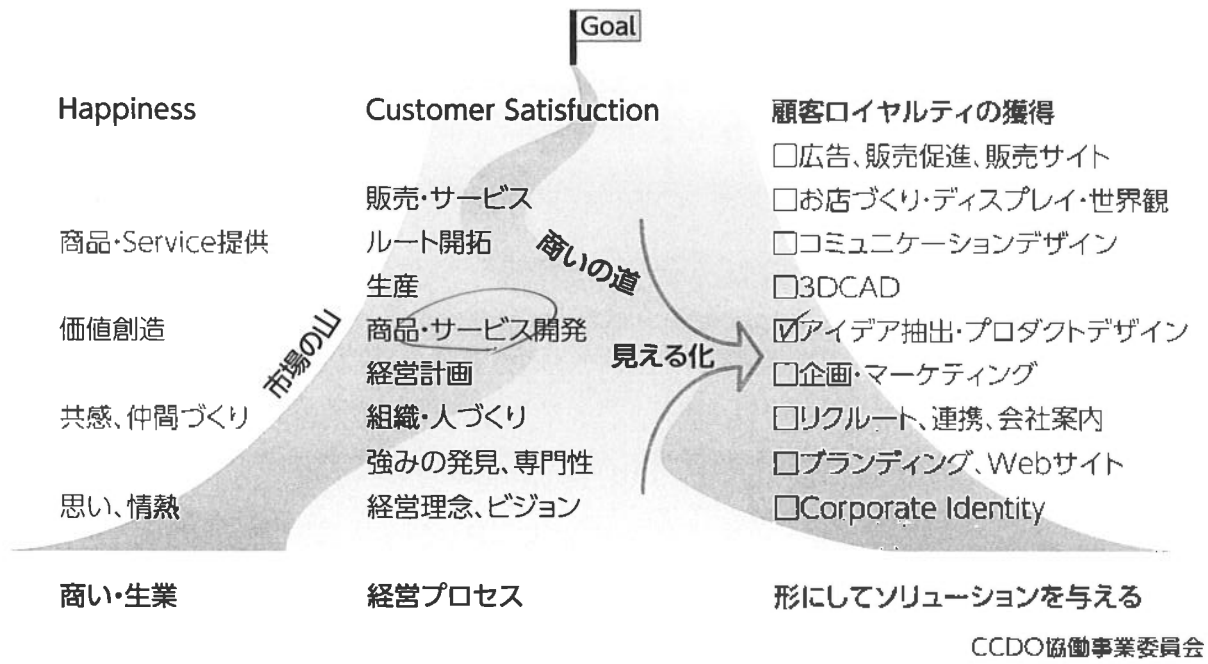 Goal
Happiness
Customer Satisfuction
顧客ロイヤルティの獲得
□広告、販売促進、販売サイト
販売・サービス
□お店づくり・ディスプレイ・世界観
商品・Service提供
ルート開拓
商いの道
□コミュニケーションデザイン
生産
□3DCAD
価値創造
市場の山
商品・サービス開発
見える化
☑アイデア抽出・プロダクトデザイン
経営計画
□企画・マーケティング
共感、仲間づくり
組織・人づくり
□リクルート、連携、会社案内
強みの発見、専門性
□ブランディング、Webサイト
思い、情熱
経営理念、ビジョン
□Corporate Identity
商い・生業
経営プロセス
形にしてソリューションを与える
CCDO協働事業委員会